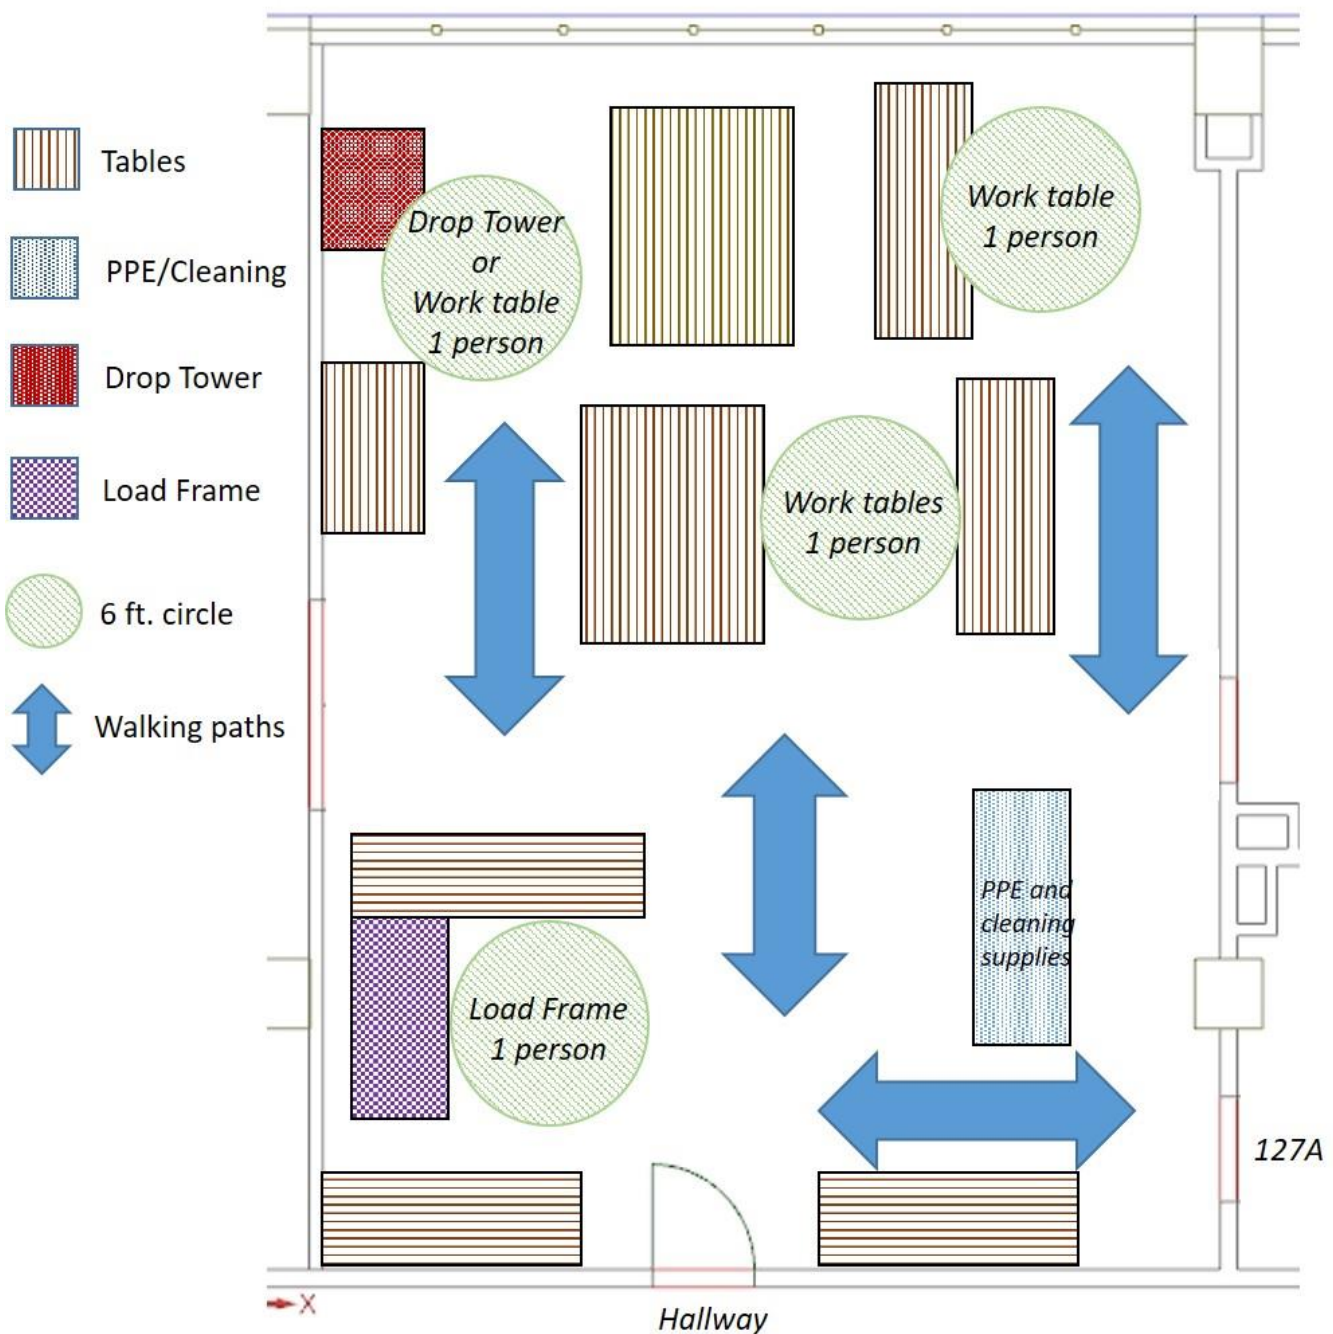 Tables
PPE/Cleaning
Drop Tower
Load Frame
6 ft. circle
Walking paths
Drop Tower
or
Work table
1 person
Work table
1 person
Work tables
1 person
PPE and
cleaning
supplies
Load Frame
1 person
127A
X
Hallway